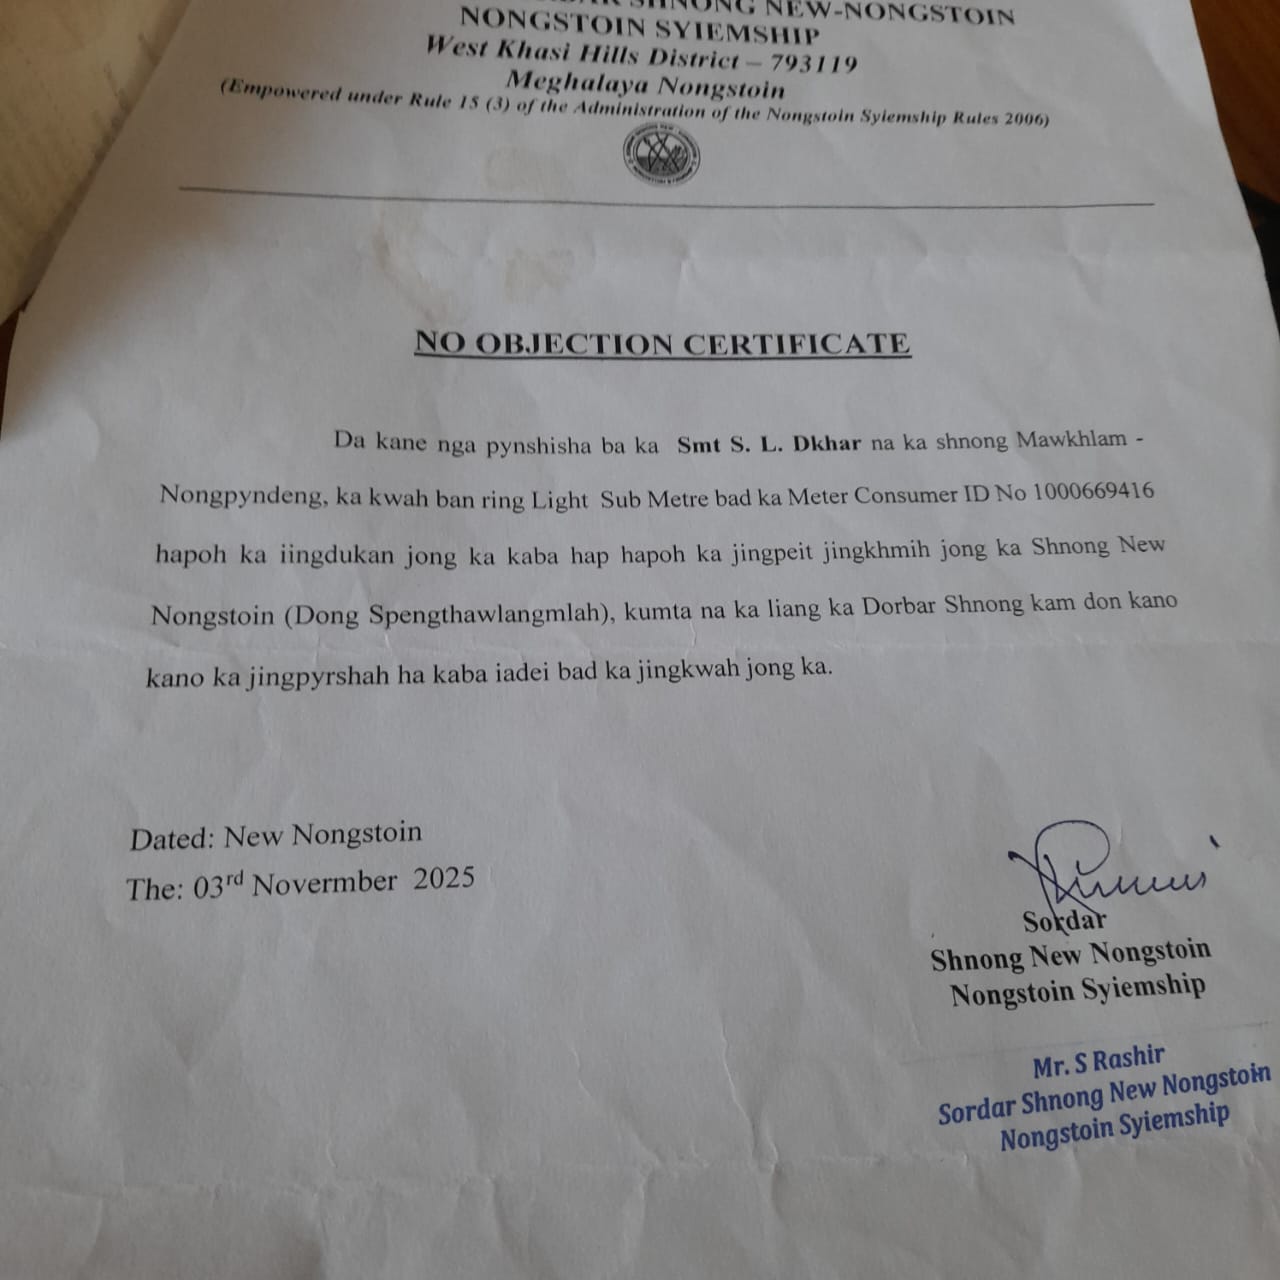 SHNONG NEW-NONGSTOIN
NONGSTOIN SYIEMSHIP
West Khasi Hills District – 793119
Meghalaya Nongstoin
(Empowered under Rule 15 (3) of the Administration of the Nongstoin Syiemship Rules 2006)
NO OBJECTION CERTIFICATE
Da kane nga pynshisha ba ka Smt S. L. Dkhar na ka shnong Mawkhlam -
Nongpyndeng, ka kwah ban ring Light Sub Metre bad ka Meter Consumer ID No 1000669416
hapoh ka iingdukan jong ka kaba hap hapoh ka jingpeit jingkhmih jong ka Shnong New
Nongstoin (Dong Spengthawlangmlah), kumta na ka liang ka Dorbar Shnong kam don kano
kano ka jingpyrshah ha kaba iadei bad ka jingkwah jong ka.
Dated: New Nongstoin
The: 03rd Novermber 2025
Sordar
Shnong New Nongstoin
Nongstoin Syiemship
Mr. S Rashir
Sordar Shnong New Nongstoin
Nongstoin Syiemship